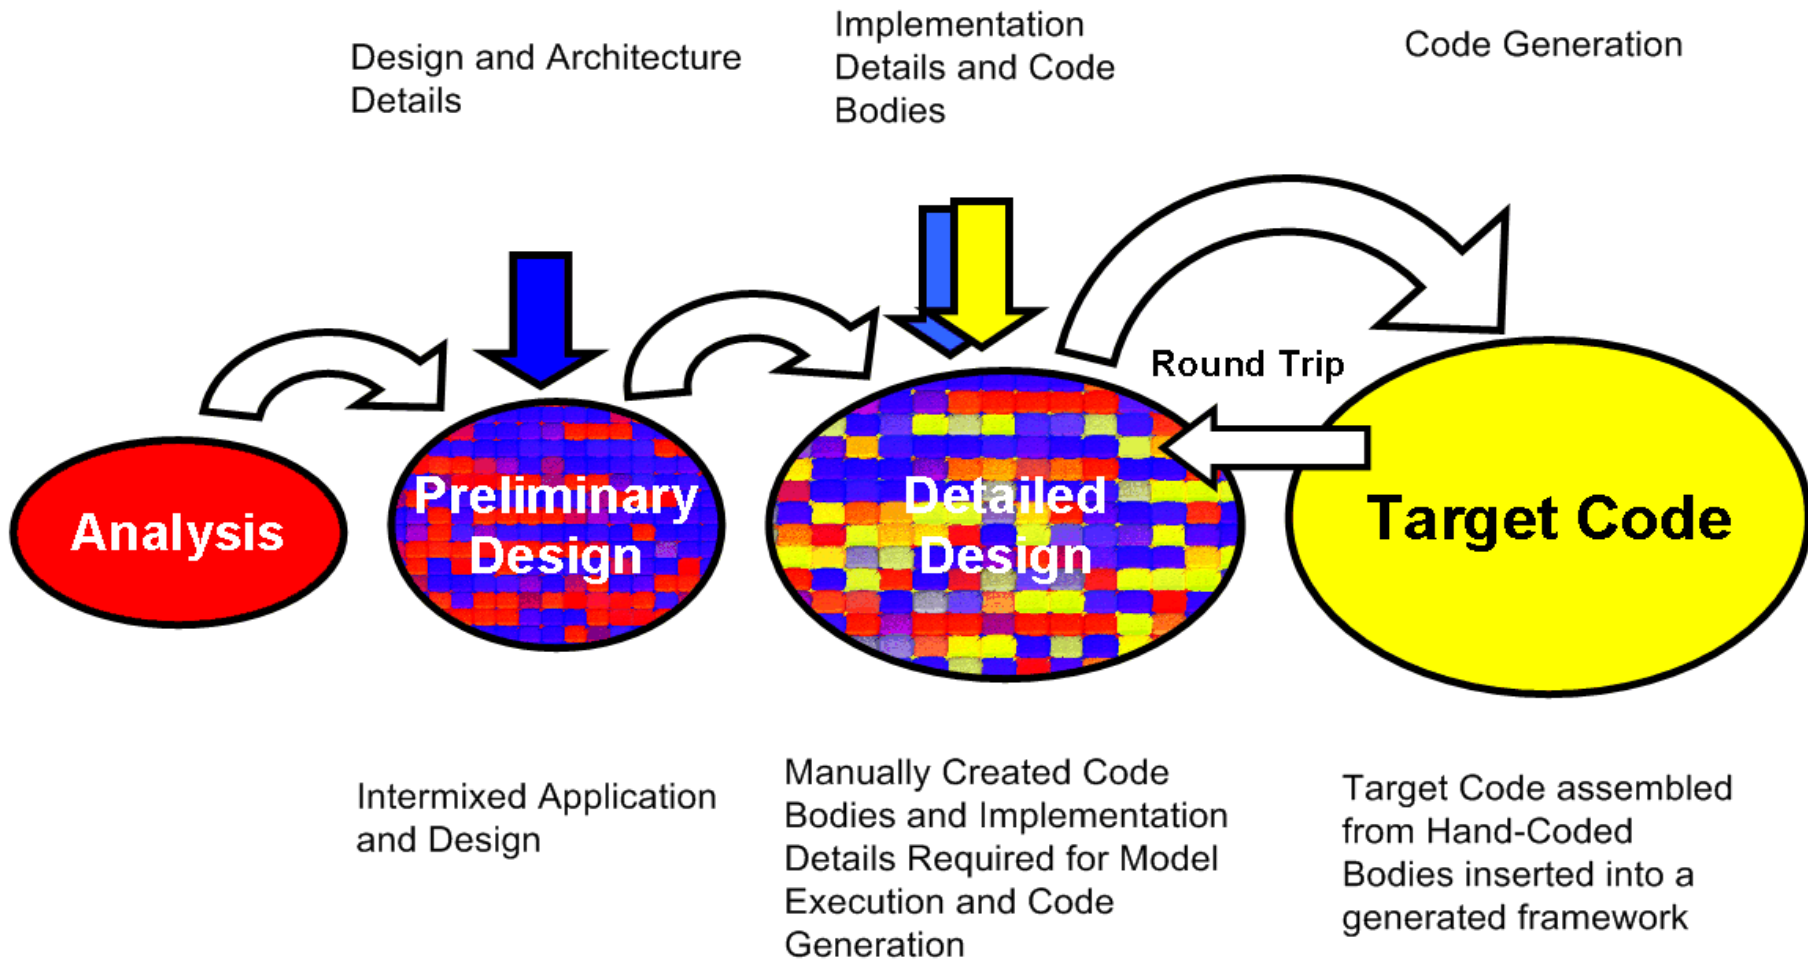 Design and Architecture
Details
Implementation
Details and Code
Bodies
Code Generation
Round Trip
Analysis
Preliminary
Design
Detailed
Design
Target Code
Intermixed Application
and Design
Manually Created Code
Bodies and Implementation
Details Required for Model
Execution and Code
Generation
Target Code assembled
from Hand-Coded
Bodies inserted into a
generated framework